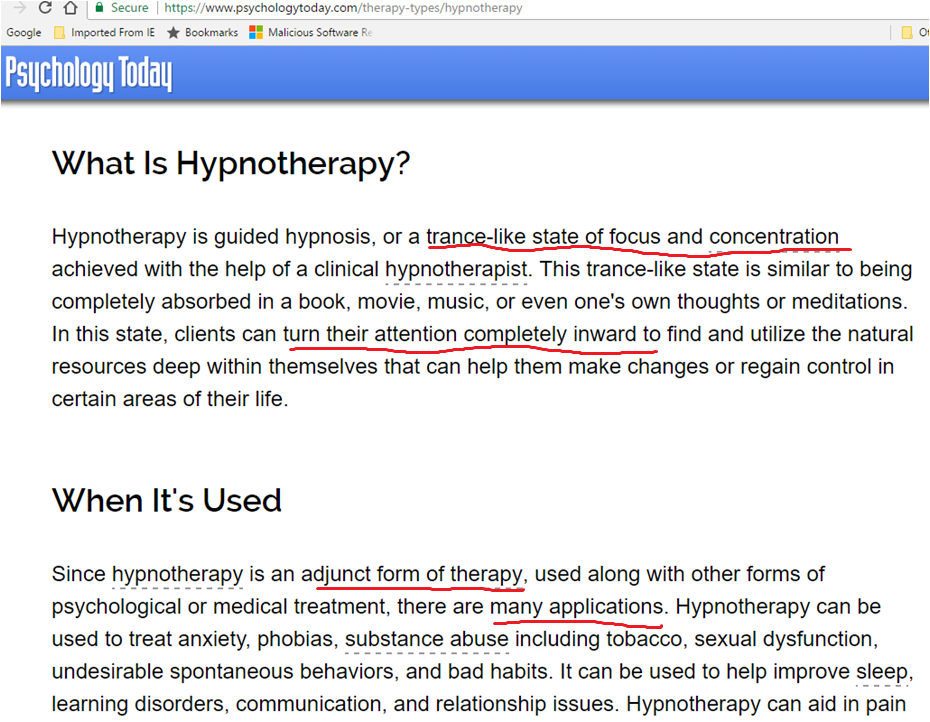 Secure https://www.psychologytoday.com/therapy-types/hypnotherapy
Google Imported From IE Bookmarks Malicious Software Re
Psychology Today
What Is Hypnotherapy?
Hypnotherapy is guided hypnosis, or a trance-like state of focus and concentration
achieved with the help of a clinical hypnotherapist. This trance-like state is similar to being
completely absorbed in a book, movie, music, or even one's own thoughts or meditations.
In this state, clients can turn their attention completely inward to find and utilize the natural
resources deep within themselves that can help them make changes or regain control in
certain areas of their life.
When It's Used
Since hypnotherapy is an adjunct form of therapy, used along with other forms of
psychological or medical treatment, there are many applications. Hypnotherapy can be
used to treat anxiety, phobias, substance abuse including tobacco, sexual dysfunction,
undesirable spontaneous behaviors, and bad habits. It can be used to help improve sleep,
learning disorders, communication, and relationship issues. Hypnotherapy can aid in pain